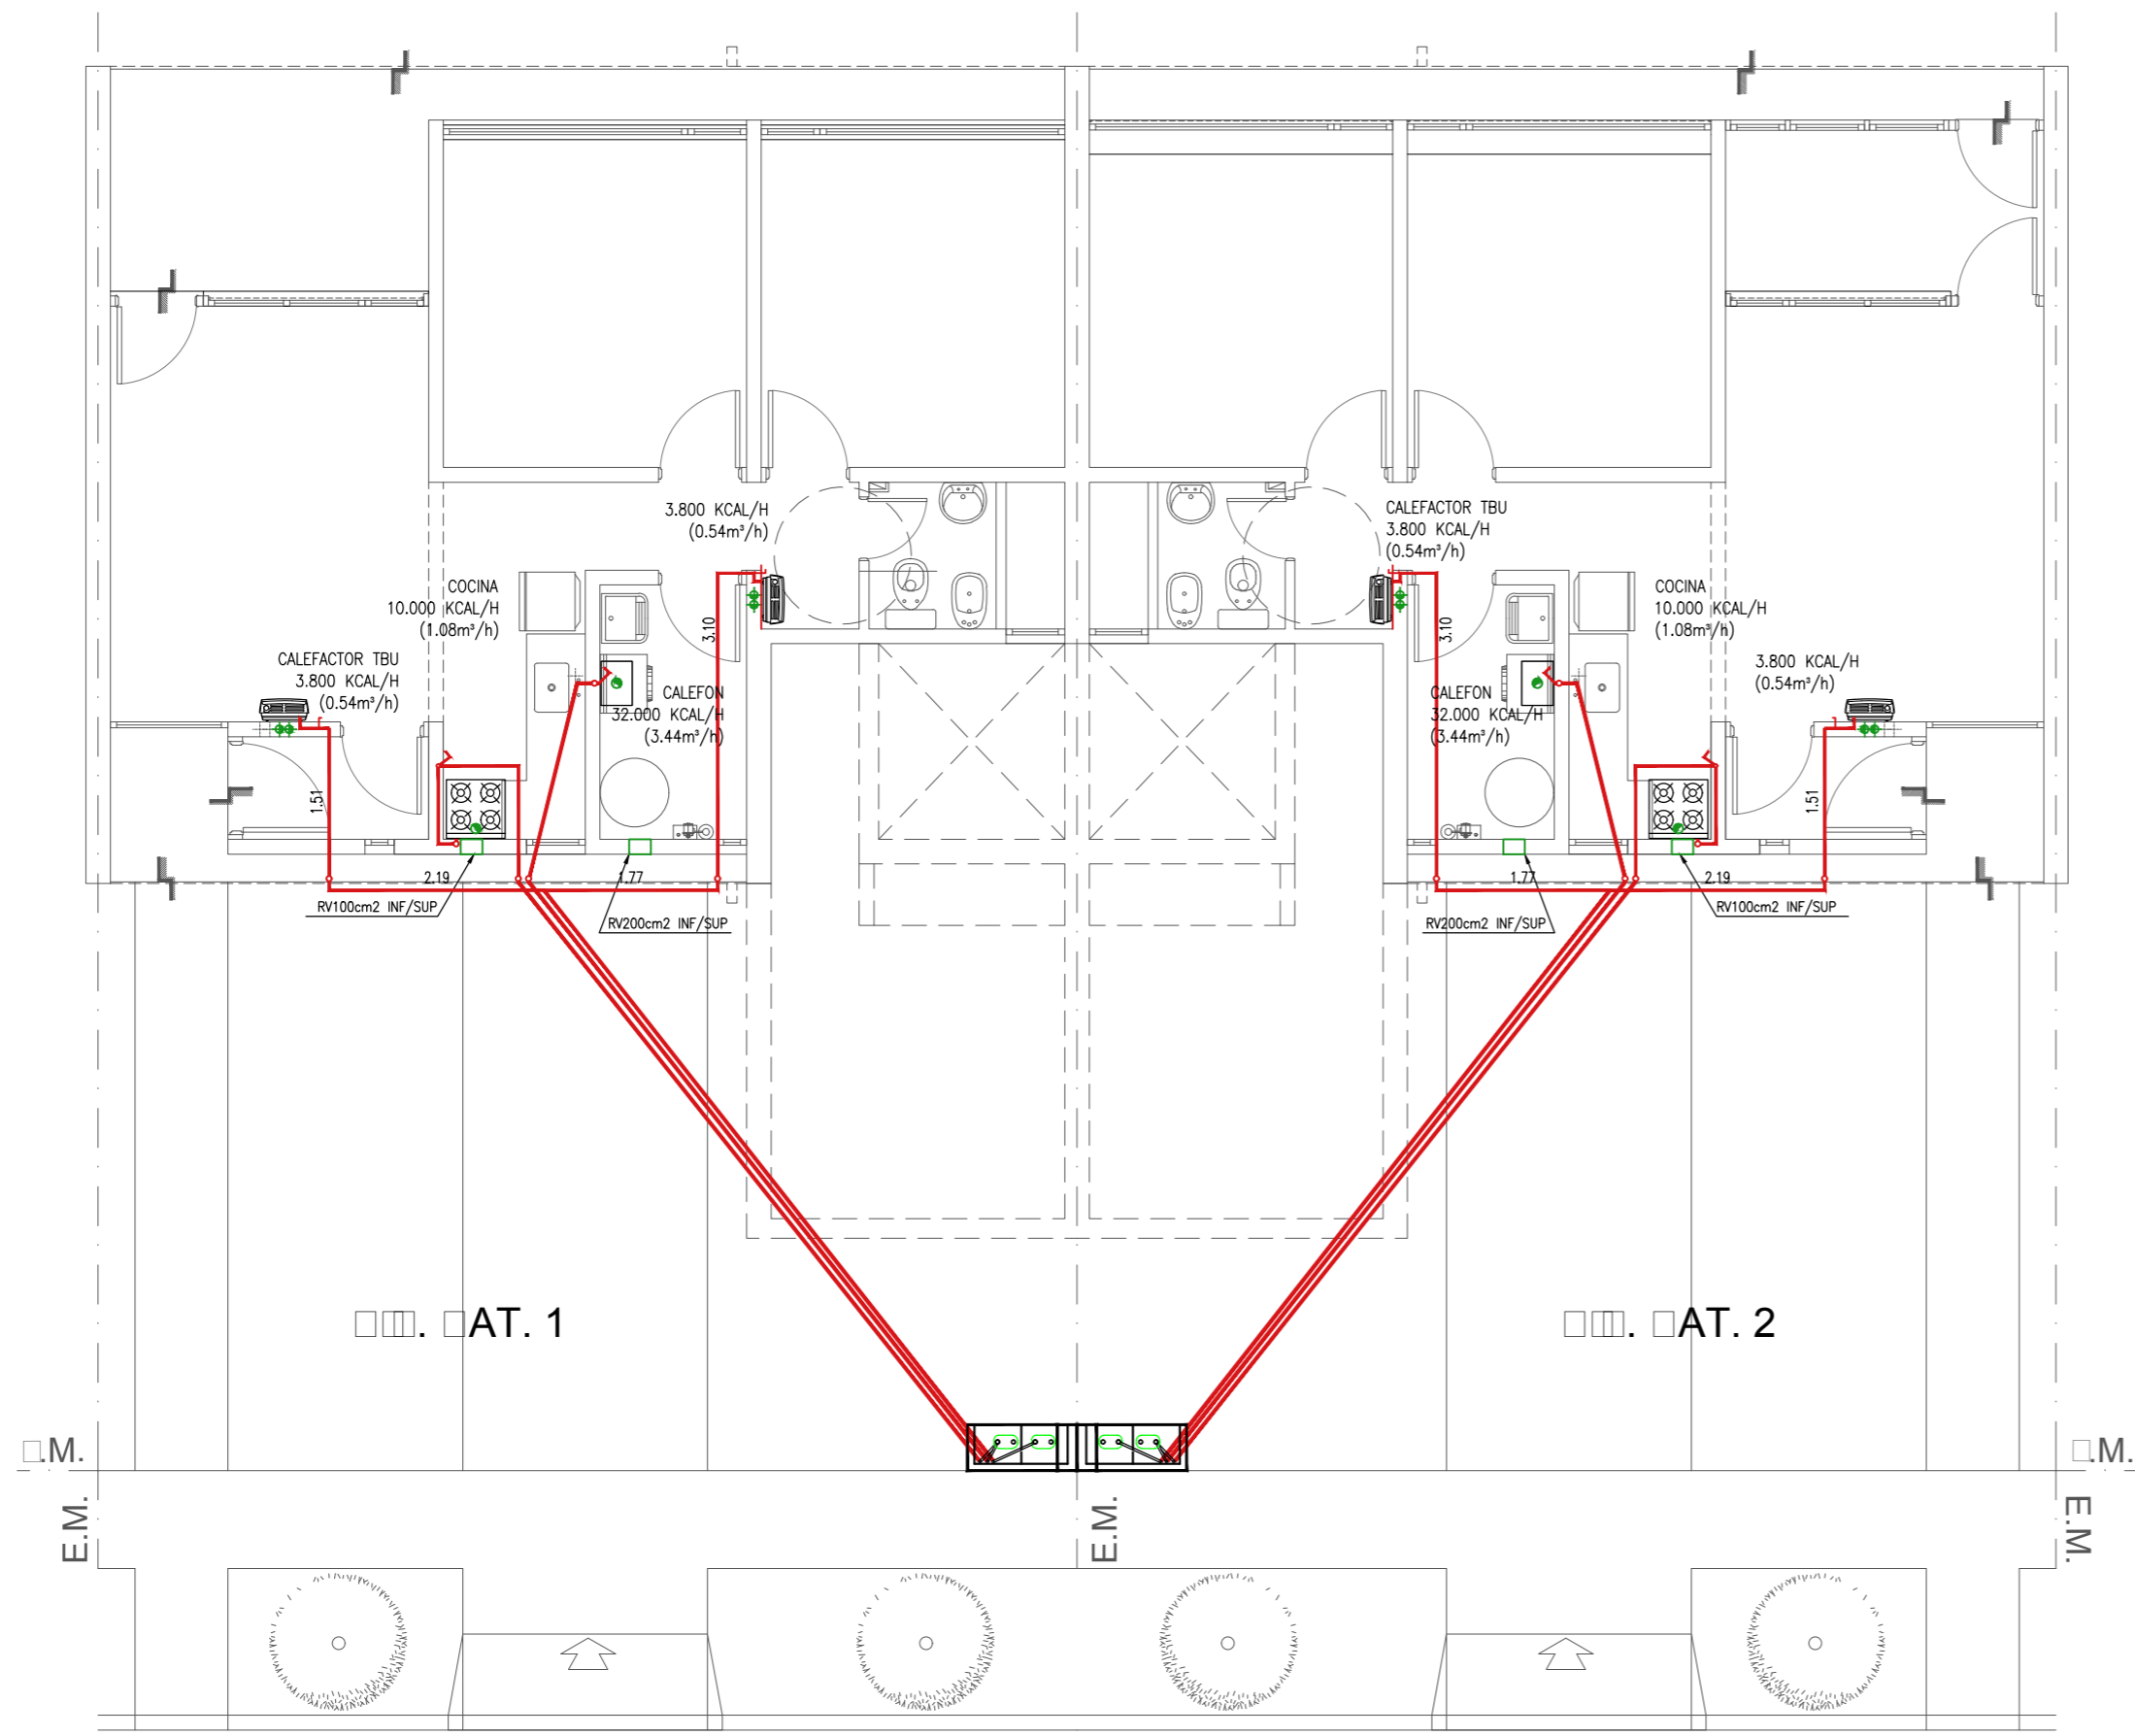 3.800 KCAL/H
(0.54m³/h)
CALEFACTOR TBU
3.800 KCAL/H
(0.54m³/h)
COCINA
10.000 KCAL/H
(1.08m³/h)
COCINA
10.000 KCAL/H
(1.08m³/h)
3.10
3.10
CALEFACTOR TBU
3.800 KCAL/H
(0.54m³/h)
CALEFON
32.000 KCAL/H
(3.44m³/h)
CALEFON
32.000 KCAL/H
(3.44m³/h)
3.800 KCAL/H
(0.54m³/h)
1.51
1.51
2.19
1.77
1.77
2.19
RV100cm2 INF/SUP
RV200cm2 INF/SUP
RV200cm2 INF/SUP
RV100cm2 INF/SUP
□□□. □AT. 1
□□□. □AT. 2
□.M.
□.M.
E.M.
E.M.
E.M.